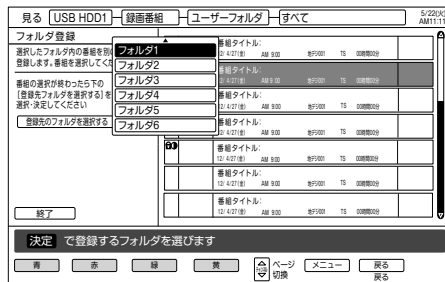 見る USB HDD1 録画番組 ユーザーフォルダ すべて 5/22(火) AM11:11
フォルダ登録
選択したフォルダ内の番組を別の
登録します。番組を選択してくだ
番組の選択が終わったら下の
[登録先フォルダを選択する]を
選択・決定してください
登録先のフォルダを選択する
終了
フォルダ1
フォルダ2
フォルダ3
フォルダ4
フォルダ5
フォルダ6
番組タイトル:
12/ 4/27(金) AM 9:00 地デジ001 TS 00時間00分
番組タイトル:
12/ 4/27(金) AM 9:00 地デジ001 TS 00時間00分
番組タイトル:
12/ 4/27(金) AM 9:00 地デジ001 TS 00時間00分
番組タイトル:
12/ 4/27(金) AM 9:00 地デジ001 TS 00時間00分
番組タイトル:
12/ 4/27(金) AM 9:00 地デジ001 TS 00時間00分
番組タイトル:
12/ 4/27(金) AM 9:00 地デジ001 TS 00時間00分
番組タイトル:
12/ 4/27(金) AM 9:00 地デジ001 TS 00時間00分
決定 で登録するフォルダを選びます
青 赤 緑 黄 チャンネル ページ切換 メニュー 戻る
戻る